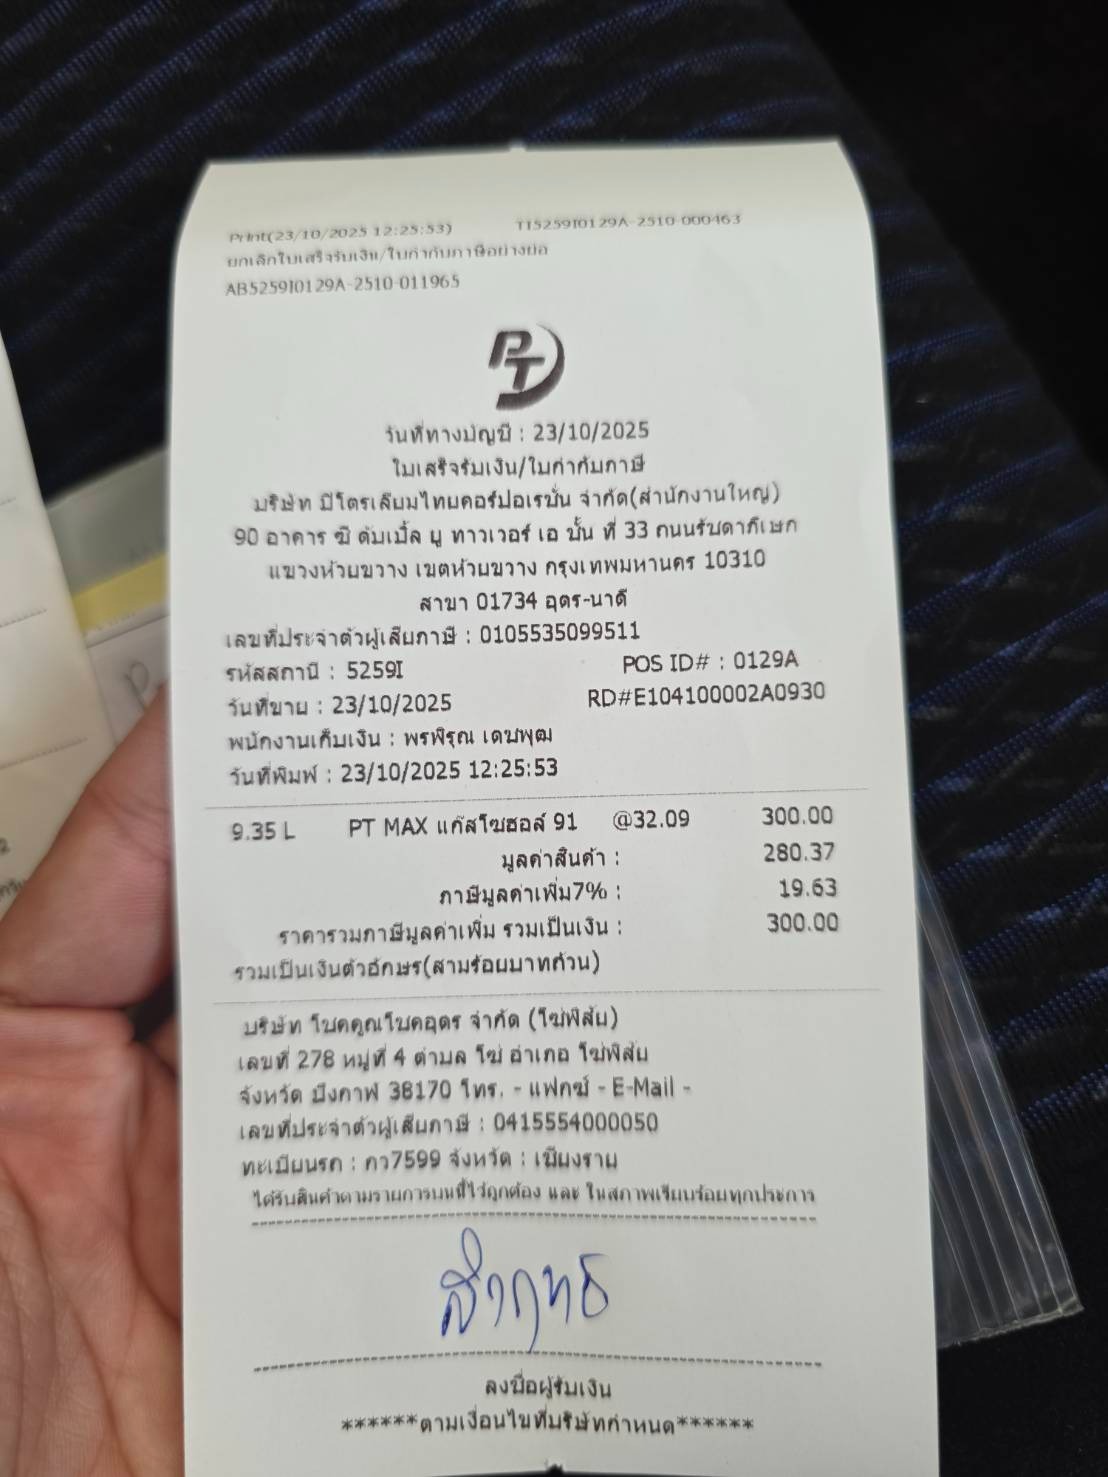 Print(23/10/2025 12:25:53) TI5259I0129A-2510-000463
ยกเลิกใบเสร็จรับเงิน/ใบกำกับภาษีอย่างย่อ
AB5259I0129A-2510-011965
PT
วันที่ทางบัญชี : 23/10/2025
ใบเสร็จรับเงิน/ใบกำกับภาษี
บริษัท ปิโตรเลียมไทยคอร์ปอเรชั่น จำกัด(สำนักงานใหญ่)
90 อาคาร ซี ดับเบิ้ล ยู ทาวเวอร์ เอ ชั้น ที่ 33 ถนนรัชดาภิเษก
แขวงห้วยขวาง เขตห้วยขวาง กรุงเทพมหานคร 10310
สาขา 01734 อุดร-นาดี
เลขที่ประจำตัวผู้เสียภาษี : 0105535099511
รหัสสถานี : 5259I POS ID# : 0129A
วันที่ขาย : 23/10/2025 RD#E104100002A0930
พนักงานเก็บเงิน : พรพิรุณ เดชพุฒ
วันที่พิมพ์ : 23/10/2025 12:25:53
9.35 L PT MAX แก๊สโซฮอล์ 91 @32.09 300.00
มูลค่าสินค้า : 280.37
ภาษีมูลค่าเพิ่ม7% : 19.63
ราคารวมภาษีมูลค่าเพิ่ม รวมเป็นเงิน : 300.00
รวมเป็นเงินตัวอักษร(สามร้อยบาทถ้วน)
บริษัท โชคคูณโชคอุดร จำกัด (โซ่พิสัย)
เลขที่ 278 หมู่ที่ 4 ตำบล โซ่ อำเภอ โซ่พิสัย
จังหวัด บึงกาฬ 38170 โทร. - แฟกซ์ - E-Mail -
เลขที่ประจำตัวผู้เสียภาษี : 0415554000050
ทะเบียนรถ : กว7599 จังหวัด : เชียงราย
ได้รับสินค้าตามรายการบนนี้ไว้ถูกต้อง และ ในสภาพเรียบร้อยทุกประการ
ลงชื่อผู้รับเงิน
******ตามเงื่อนไขที่บริษัทกำหนด******